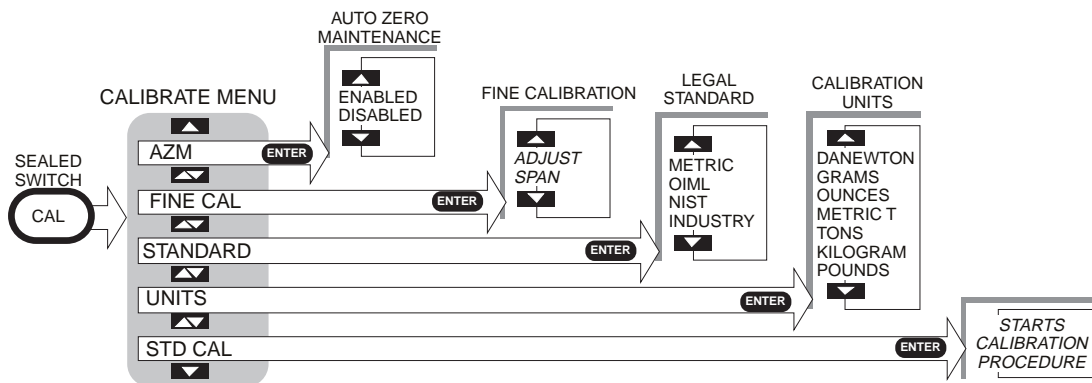 AUTO ZERO
MAINTENANCE
ENABLED
DISABLED
FINE CALIBRATION
ADJUST
SPAN
LEGAL
STANDARD
METRIC
OIML
NIST
INDUSTRY
CALIBRATION
UNITS
DANEWTON
GRAMS
OUNCES
METRIC T
TONS
KILOGRAM
POUNDS
CALIBRATE MENU
SEALED
SWITCH
CAL
AZM ENTER
FINE CAL ENTER
STANDARD ENTER
UNITS ENTER
STD CAL ENTER
STARTS
CALIBRATION
PROCEDURE